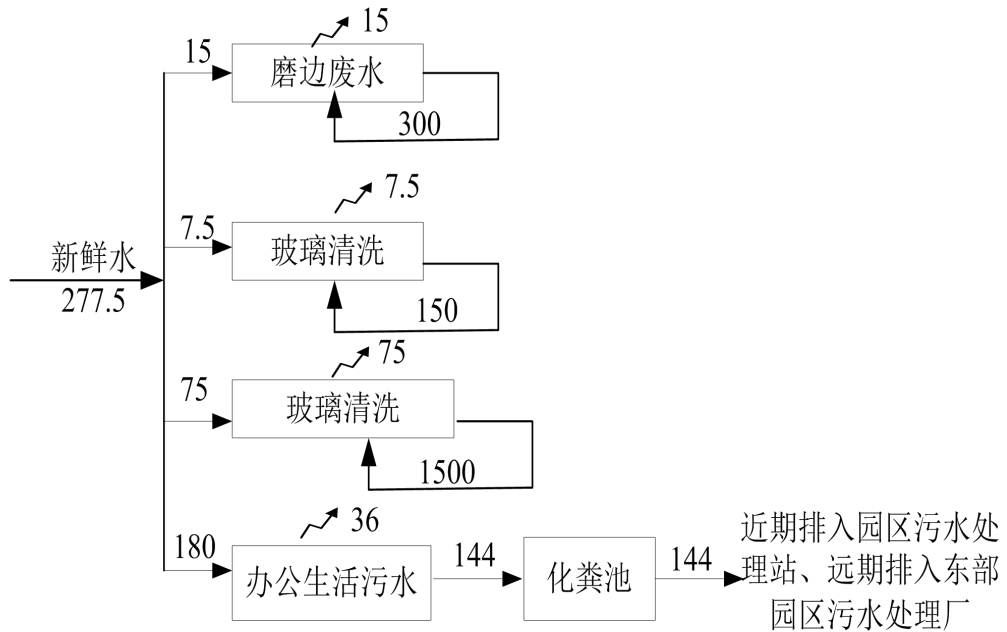 15
15
磨边废水
300
7.5
7.5
玻璃清洗
150
新鲜水
277.5
75
75
玻璃清洗
1500
36
180
办公生活污水
144
化粪池
144
近期排入园区污水处
理站、远期排入东部
园区污水处理厂